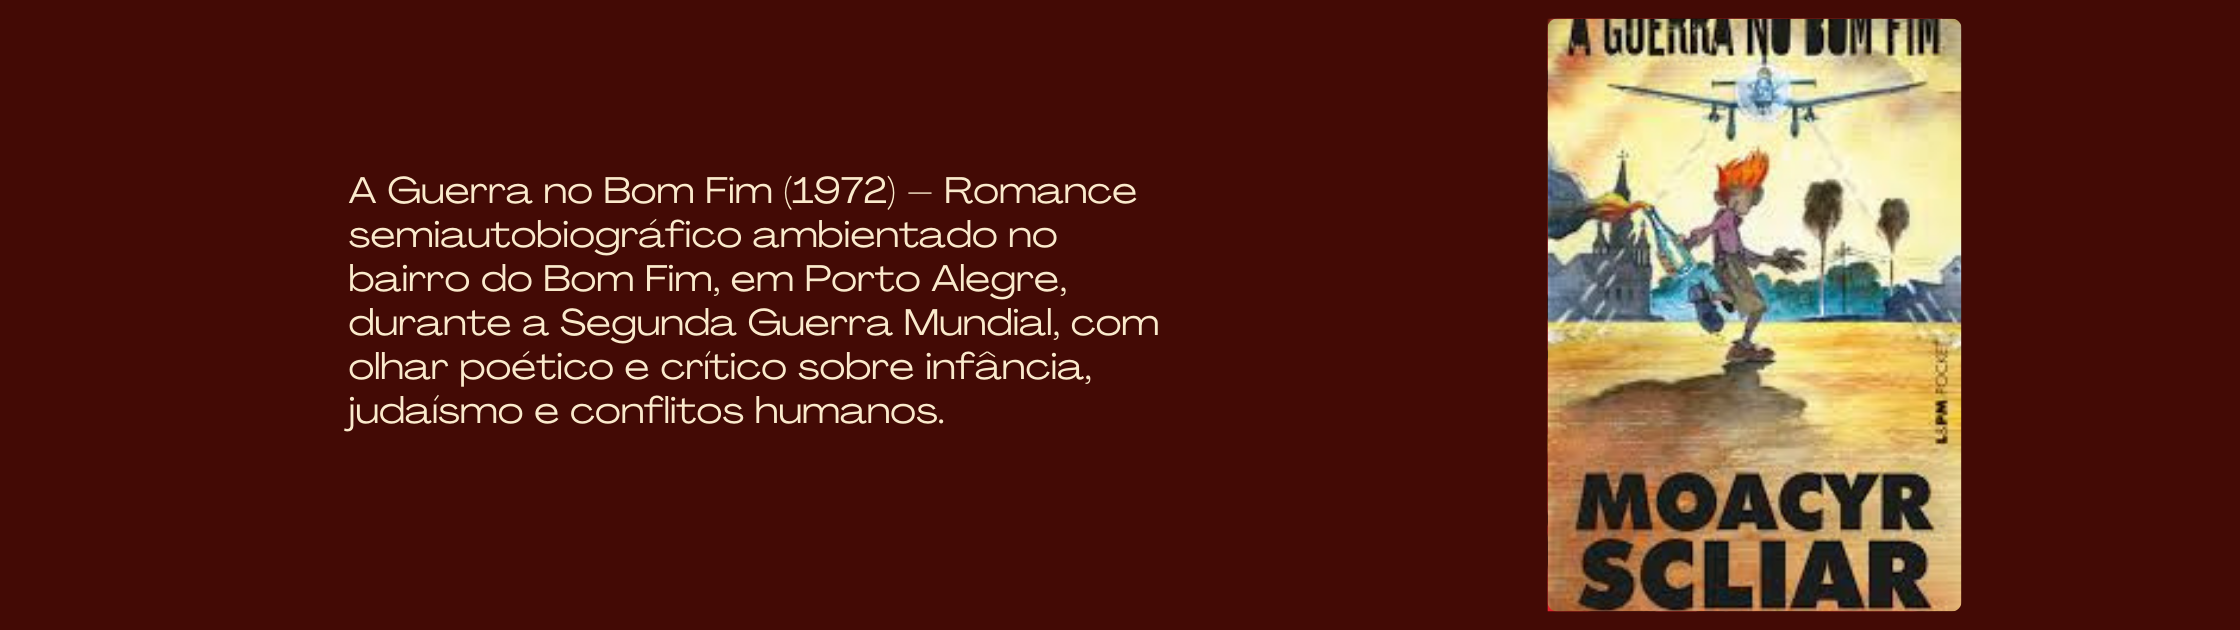 A Guerra no Bom Fim (1972) – Romance
semiautobiográfico ambientado no
bairro do Bom Fim, em Porto Alegre,
durante a Segunda Guerra Mundial, com
olhar poético e crítico sobre infância,
judaísmo e conflitos humanos.
A GUERRA NO BOM FIM
L&PM POCKET
MOACYR
SCLIAR